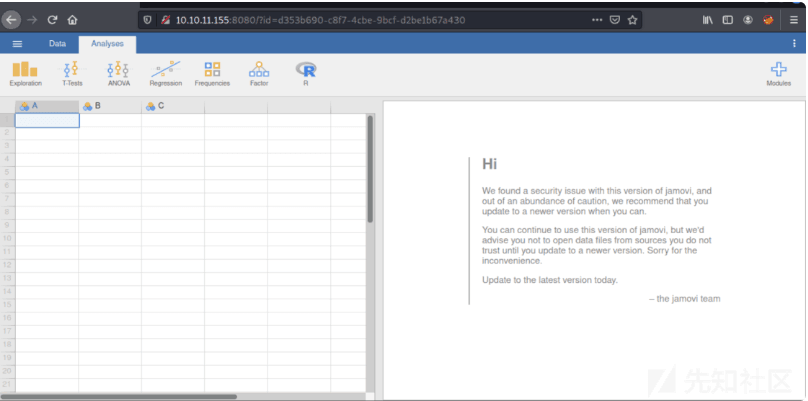 10.10.11.155:8080/?id=d353b690-c8f7-4cbe-9bcf-d2be1b67a430
Data
Analyses
Exploration
T-Tests
ANOVA
Regression
Frequencies
Factor
R
R
Modules
A
B
C
1
2
3
4
5
6
7
8
9
10
11
12
13
14
15
16
17
18
19
20
21
Hi
We found a security issue with this version of jamovi, and
out of an abundance of caution, we recommend that you
update to a newer version when you can.
You can continue to use this version of jamovi, but we'd
advise you not to open data files from sources you do not
trust until you update to a newer version. Sorry for the
inconvenience.
Update to the latest version today.
– the jamovi team
先知社区